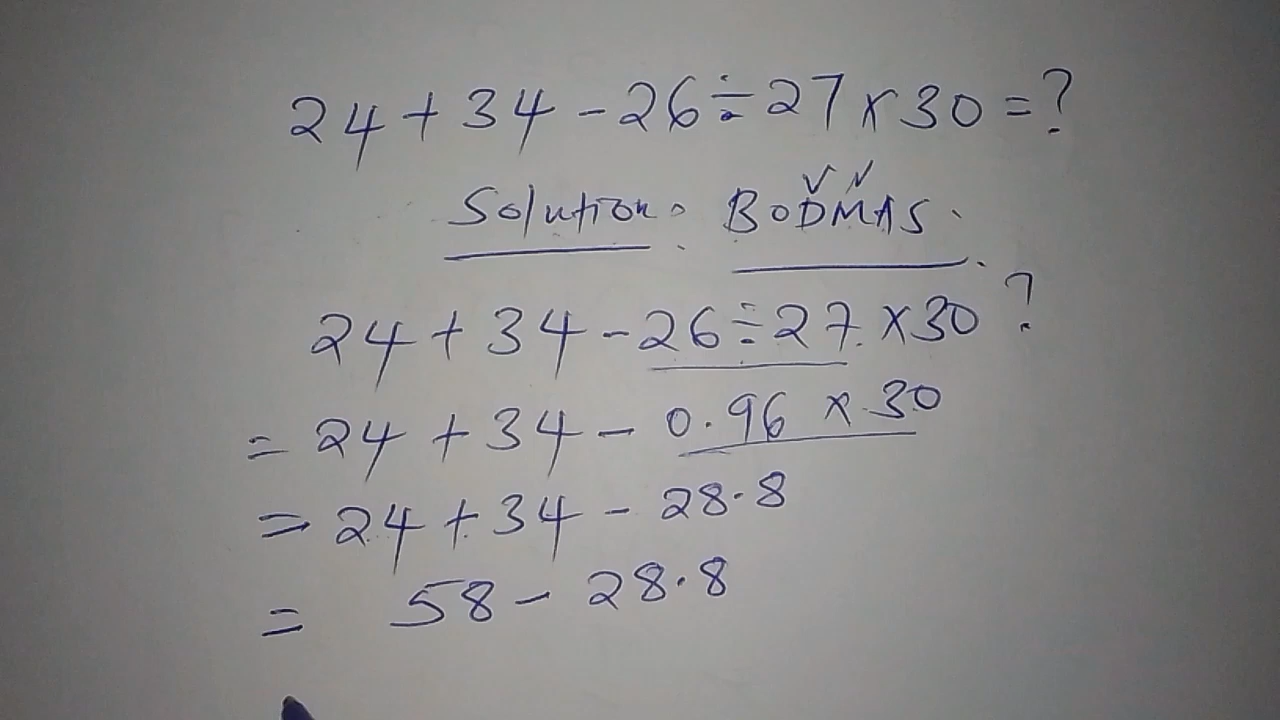 24 + 34 - 26 ÷ 27 × 30 = ?
Solution: BODMAS.
24 + 34 - 26 ÷ 27 × 30 ?
= 24 + 34 - 0.96 × 30
= 24 + 34 - 28.8
= 58 - 28.8